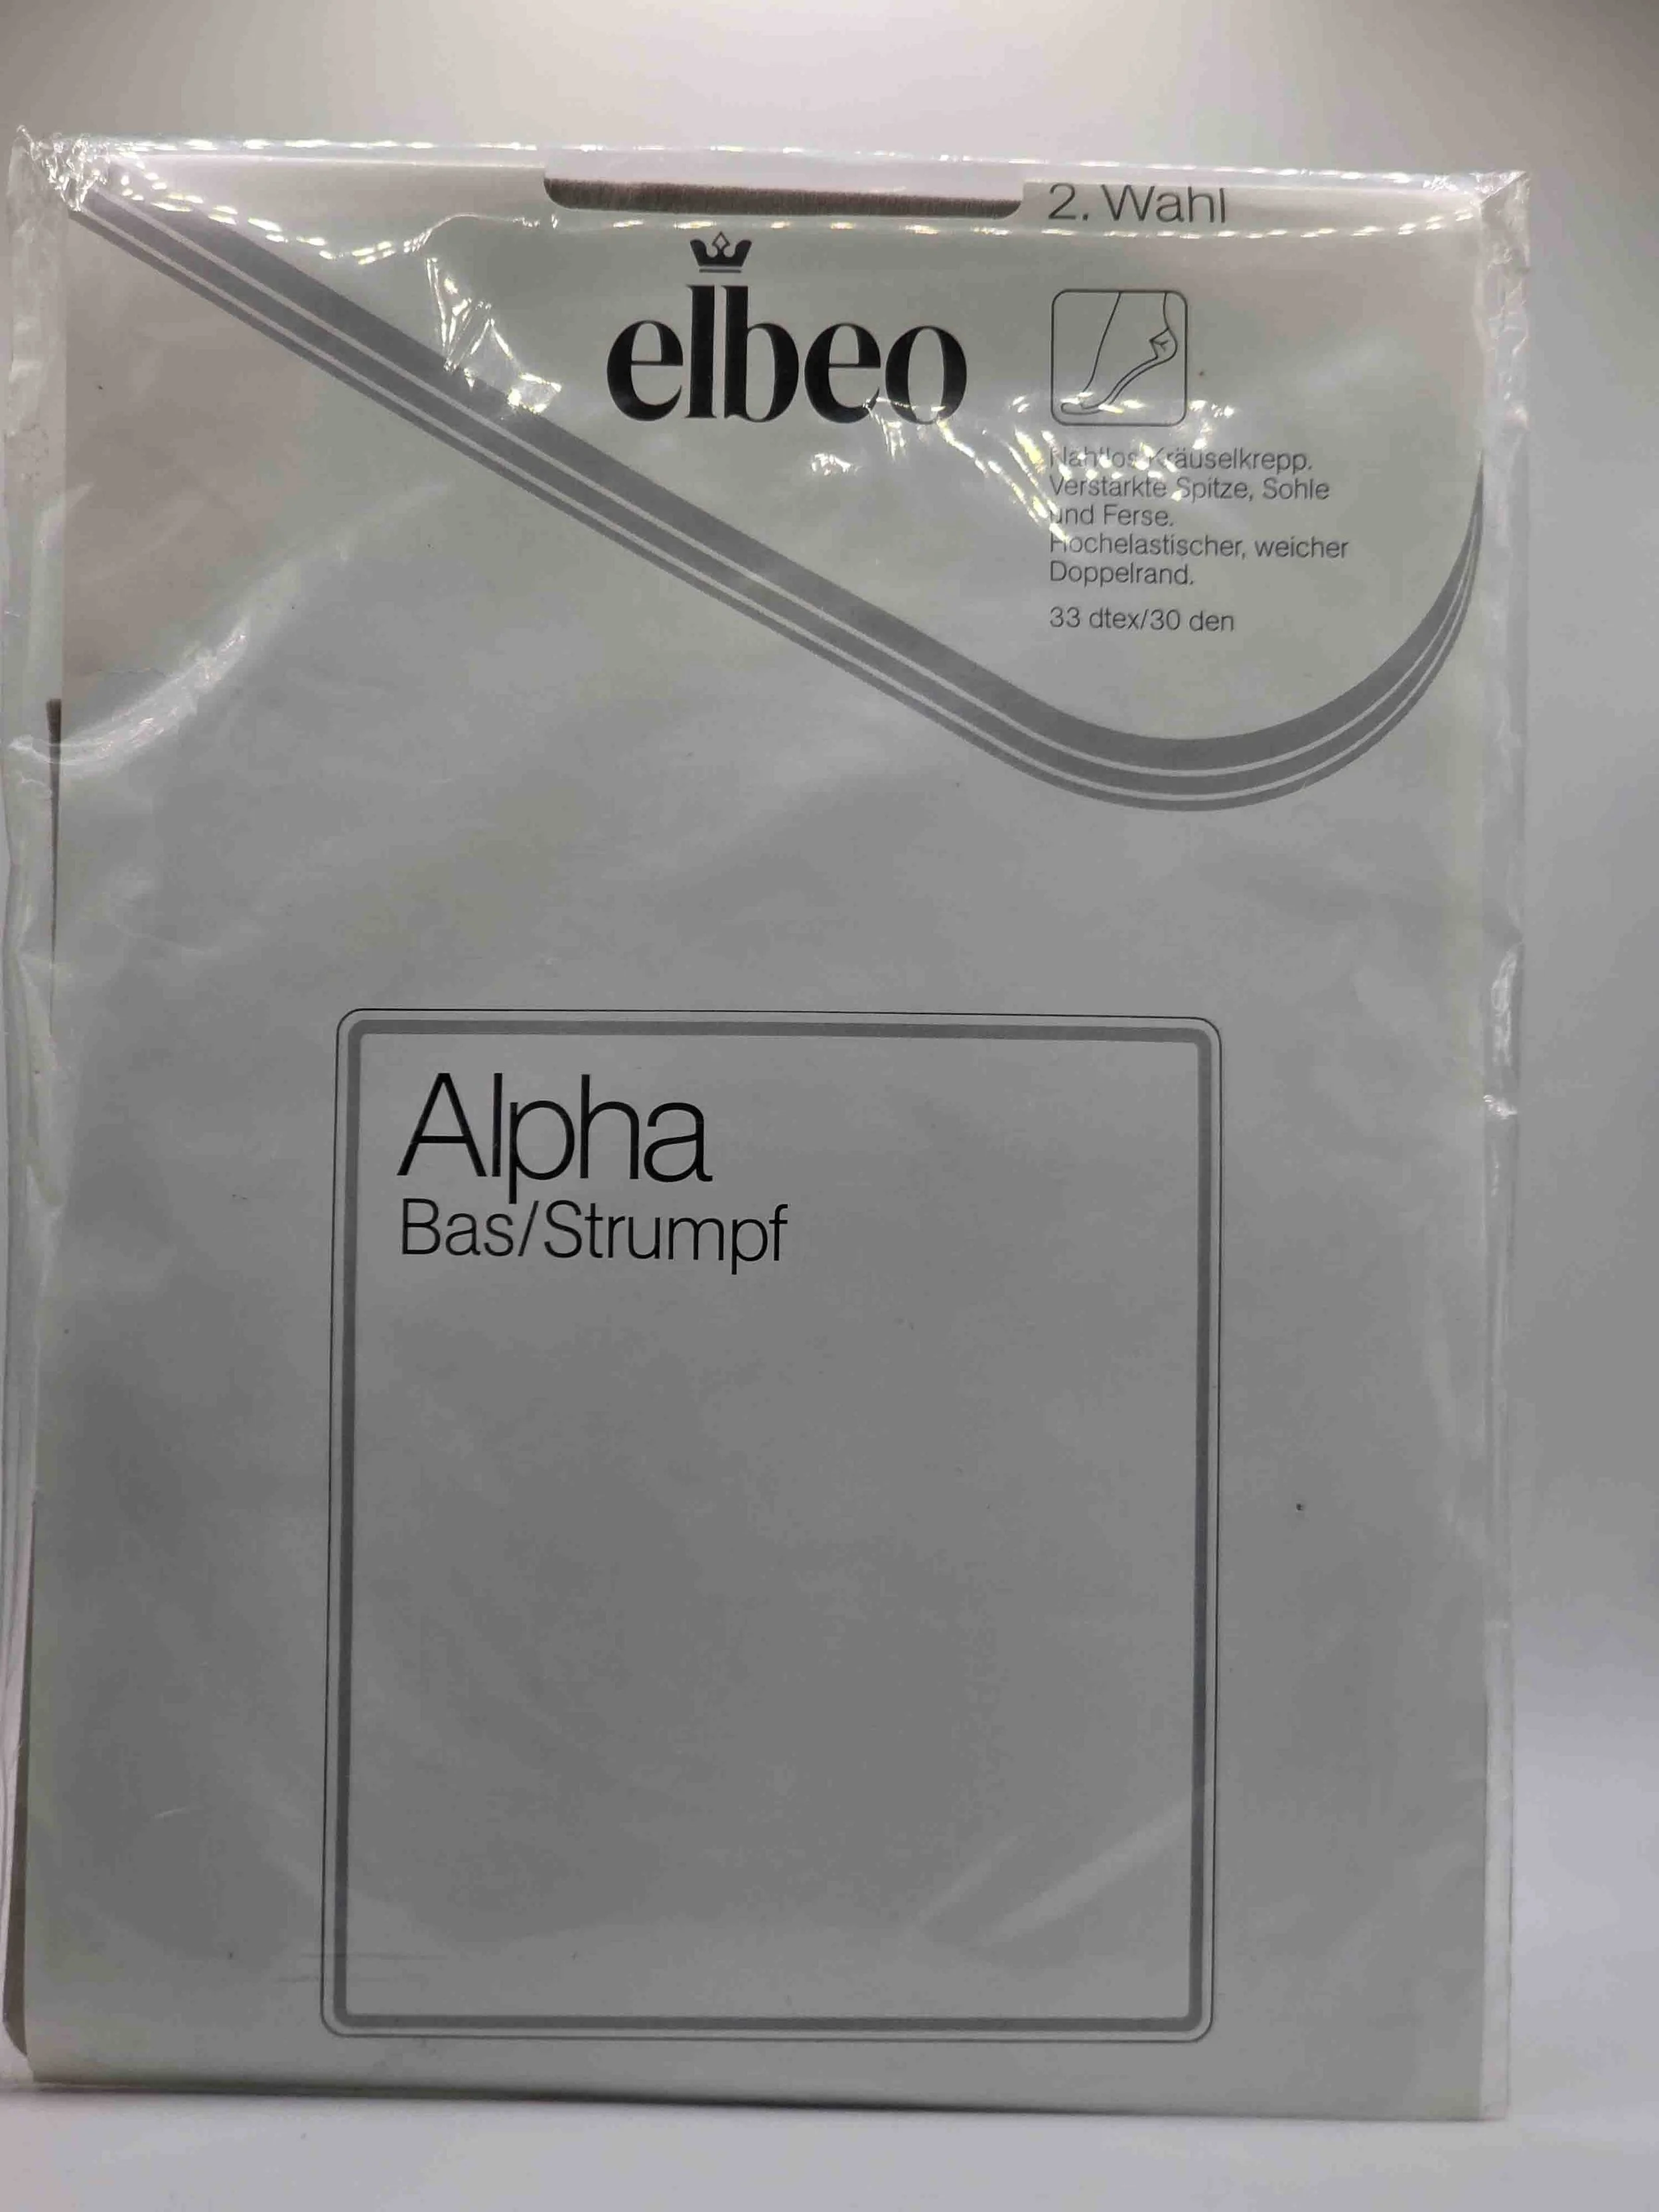 2. Wahl
elbeo
Nahtlos Kräuselkrepp.
Verstärkte Spitze, Sohle
und Ferse.
Hochelastischer, weicher
Doppelrand.
33 dtex/30 den
Alpha
Bas/Strumpf